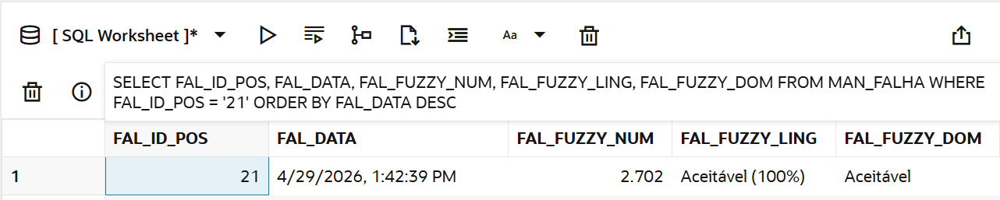 [ SQL Worksheet ]* Aa
SELECT FAL_ID_POS, FAL_DATA, FAL_FUZZY_NUM, FAL_FUZZY_LING, FAL_FUZZY_DOM FROM MAN_FALHA WHERE
FAL_ID_POS = '21' ORDER BY FAL_DATA DESC
FAL_ID_POS FAL_DATA FAL_FUZZY_NUM FAL_FUZZY_LING FAL_FUZZY_DOM
1 21 4/29/2026, 1:42:39 PM 2.702 Aceitável (100%) Aceitável